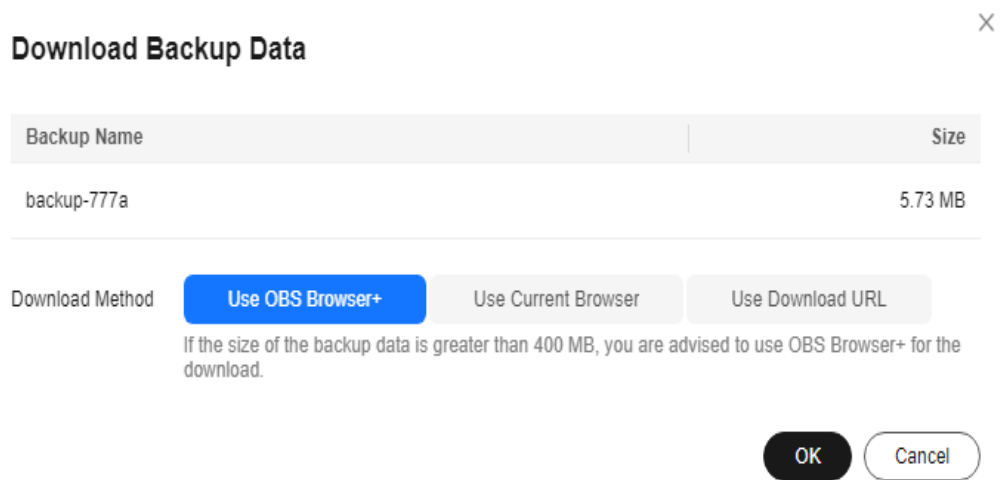 Download Backup Data
Backup Name Size
backup-777a 5.73 MB
Download Method Use OBS Browser+ Use Current Browser Use Download URL
If the size of the backup data is greater than 400 MB, you are advised to use OBS Browser+ for the
download.
OK Cancel